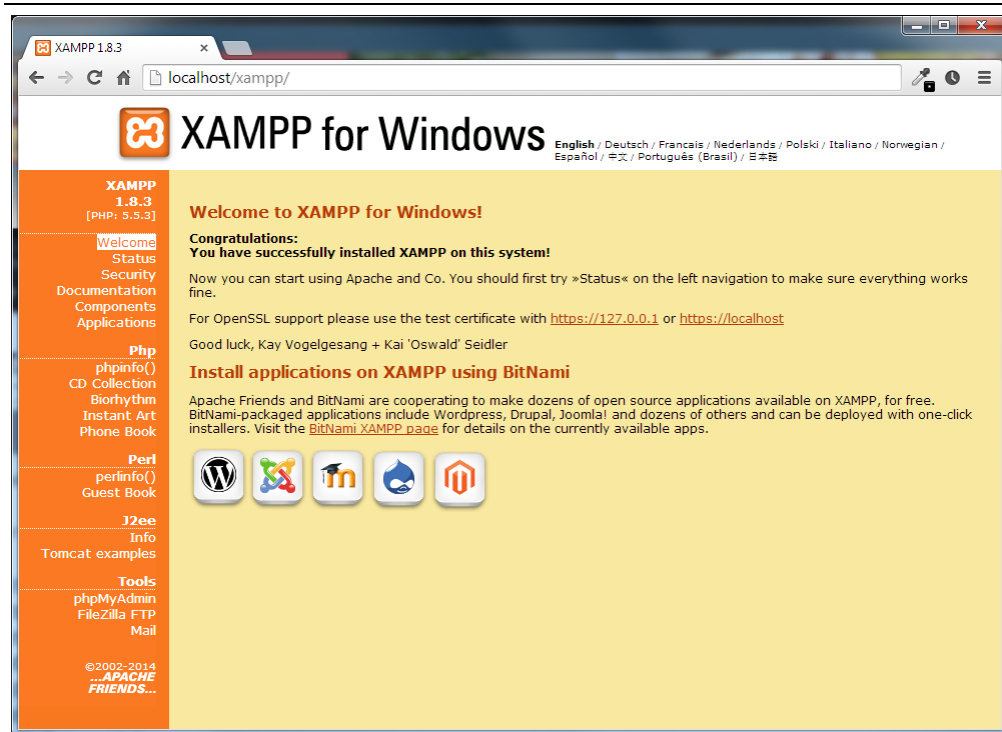 XAMPP 1.8.3
localhost/xampp/
XAMPP for Windows
English / Deutsch / Francais / Nederlands / Polski / Italiano / Norwegian /
Español / 中文 / Português (Brasil) / 日本語
XAMPP
1.8.3
[PHP: 5.5.3]
Welcome
Status
Security
Documentation
Components
Applications
Php
phpinfo()
CD Collection
Biorhythm
Instant Art
Phone Book
Perl
perlinfo()
Guest Book
J2ee
Info
Tomcat examples
Tools
phpMyAdmin
FileZilla FTP
Mail
©2002-2014
...APACHE
FRIENDS...
Welcome to XAMPP for Windows!
Congratulations:
You have successfully installed XAMPP on this system!
Now you can start using Apache and Co. You should first try »Status« on the left navigation to make sure everything works
fine.
For OpenSSL support please use the test certificate with https://127.0.0.1 or https://localhost
Good luck, Kay Vogelgesang + Kai 'Oswald' Seidler
Install applications on XAMPP using BitNami
Apache Friends and BitNami are cooperating to make dozens of open source applications available on XAMPP, for free.
BitNami-packaged applications include Wordpress, Drupal, Joomla! and dozens of others and can be deployed with one-click
installers. Visit the BitNami XAMPP page for details on the currently available apps.